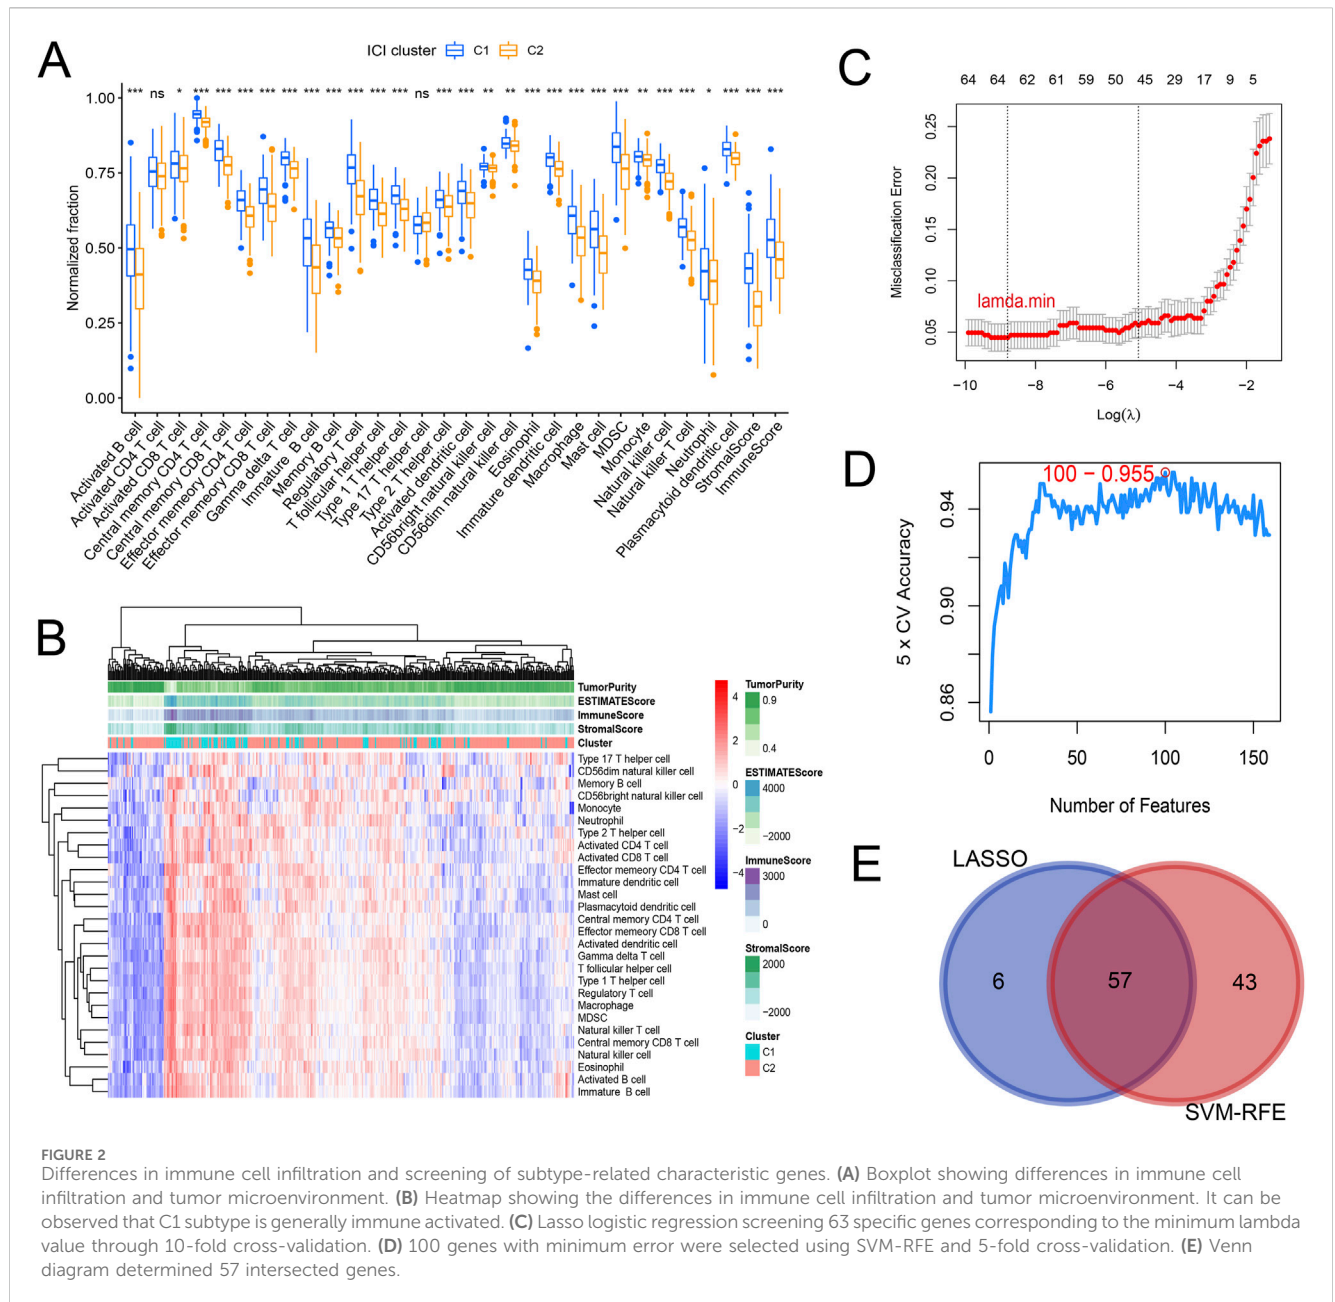 A
ICI cluster C1 C2
*** ns * *** *** *** *** *** *** *** *** *** *** ns *** *** ** ** *** *** *** *** *** ** *** *** * *** *** ***
Normalized fraction
1.00
0.75
0.50
0.25
0.00
Activated B cell
Activated CD4 T cell
Activated CD8 T cell
Central memory CD4 T cell
Central memory CD8 T cell
Effector memeory CD4 T cell
Effector memeory CD8 T cell
Gamma delta T cell
Immature B cell
Memory B cell
Regulatory T cell
T follicular helper cell
Type 1 T helper cell
Type 17 T helper cell
Type 2 T helper cell
Activated dendritic cell
CD56bright natural killer cell
CD56dim natural killer cell
Eosinophil
Immature dendritic cell
Macrophage
Mast cell
MDSC
Monocyte
Natural killer cell
Natural killer T cell
Neutrophil
Plasmacytoid dendritic cell
StromalScore
ImmuneScore
B
TumorPurity
ESTIMATEScore
ImmuneScore
StromalScore
Cluster
Type 17 T helper cell
CD56dim natural killer cell
Memory B cell
CD56bright natural killer cell
Monocyte
Neutrophil
Type 2 T helper cell
Activated CD4 T cell
Activated CD8 T cell
Effector memeory CD4 T cell
Immature dendritic cell
Mast cell
Plasmacytoid dendritic cell
Central memory CD4 T cell
Effector memeory CD8 T cell
Activated dendritic cell
Gamma delta T cell
T follicular helper cell
Type 1 T helper cell
Regulatory T cell
Macrophage
MDSC
Natural killer T cell
Central memory CD8 T cell
Natural killer cell
Eosinophil
Activated B cell
Immature B cell
4
2
0
−2
−4
TumorPurity
0.9
0.4
ESTIMATEScore
4000
−2000
ImmuneScore
3000
0
StromalScore
2000
−2000
Cluster
C1
C2
C
64 64 62 61 59 50 45 29 17 9 5
Misclassification Error
0.25
0.20
0.15
0.10
0.05
lamda.min
−10 −8 −6 −4 −2
Log(λ)
D
100 − 0.955
5 x CV Accuracy
0.94
0.90
0.86
0 50 100 150
Number of Features
E
LASSO
6 57 43
SVM-RFE
FIGURE 2
Differences in immune cell infiltration and screening of subtype-related characteristic genes. (A) Boxplot showing differences in immune cell
infiltration and tumor microenvironment. (B) Heatmap showing the differences in immune cell infiltration and tumor microenvironment. It can be
observed that C1 subtype is generally immune activated. (C) Lasso logistic regression screening 63 specific genes corresponding to the minimum lambda
value through 10-fold cross-validation. (D) 100 genes with minimum error were selected using SVM-RFE and 5-fold cross-validation. (E) Venn
diagram determined 57 intersected genes.